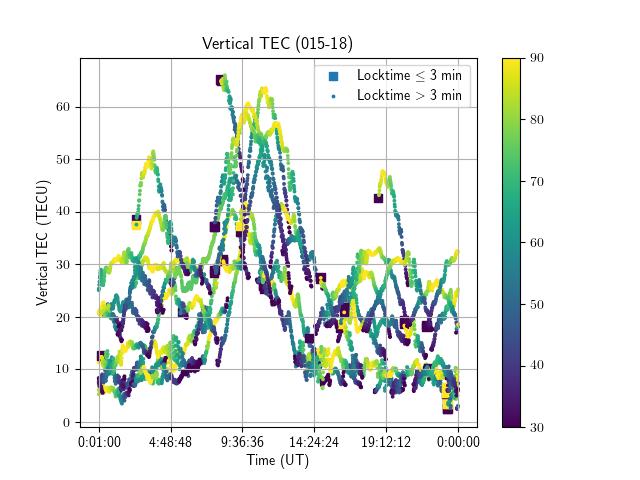 Vertical TEC (015-18)
Locktime ≤ 3 min
Locktime > 3 min
Vertical TEC (TECU)
60
50
40
30
20
10
0
0:01:00 4:48:48 9:36:36 14:24:24 19:12:12 0:00:00
Time (UT)
90
80
70
60
50
40
30